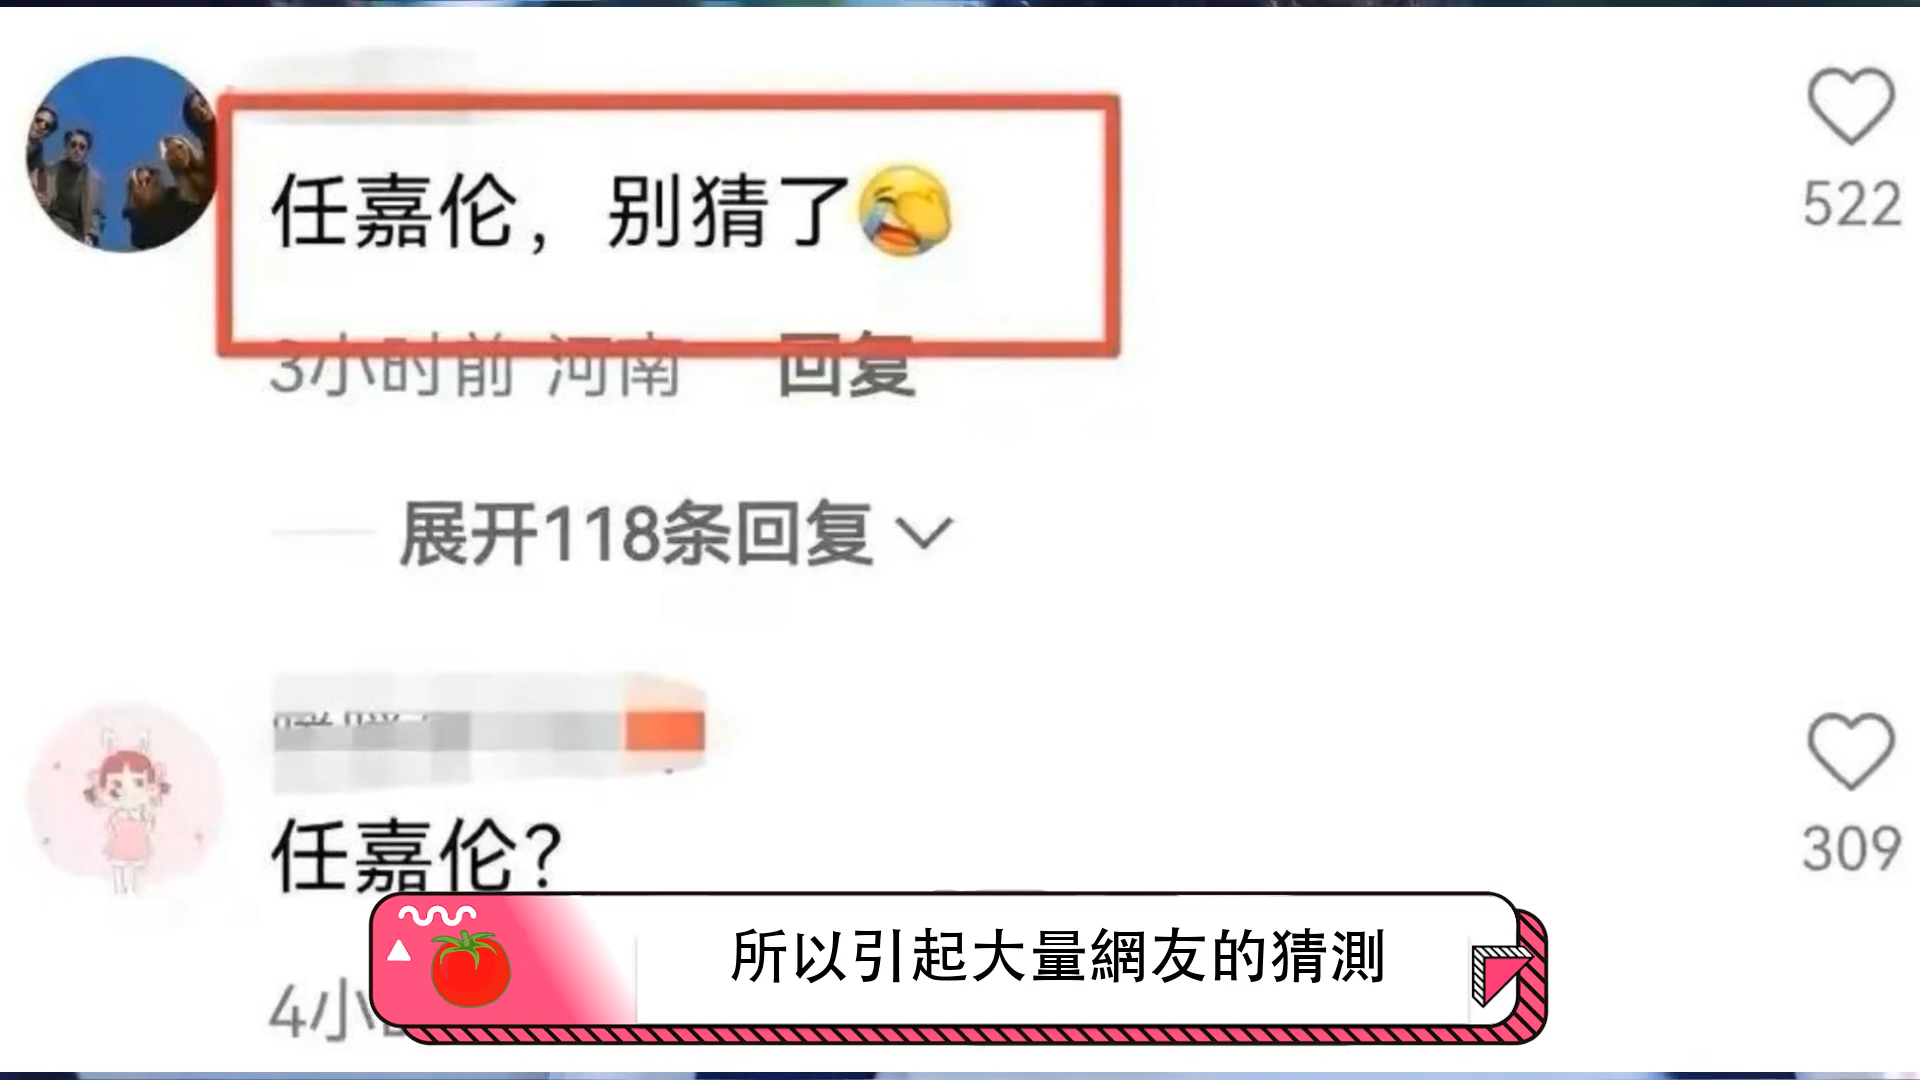 任嘉伦，别猜了
522
3小时前 河南 回复
展开118条回复
任嘉伦?
309
所以引起大量網友的猜測
4小